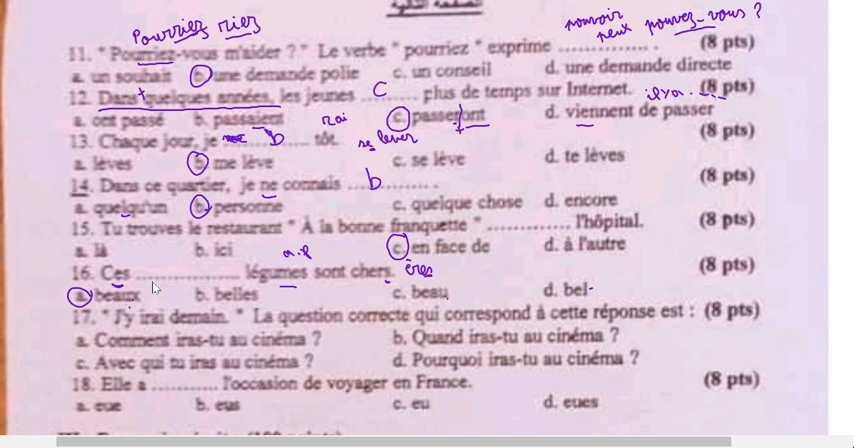 الصفحة التالية
Pourriez riez
pouvoir
peux pouvez-vous ?
11. " Pourriez-vous m'aider ? " Le verbe " pourriez " exprime .............. . (8 pts)
a. un souhait b. une demande polie c. un conseil d. une demande directe
12. Dans quelques années, les jeunes ...C...... plus de temps sur Internet. (8 pts)
il y a.
a. ont passé b. passaient c. passeront d. viennent de passer
rai
13. Chaque jour, je ....b.... tôt. (8 pts)
se lever
a. lèves b. me lève c. se lève d. te lèves
14. Dans ce quartier, je ne connais ...b.......... . (8 pts)
a. quelqu'un b. personne c. quelque chose d. encore
15. Tu trouves le restaurant " À la bonne franquette " ............. l'hôpital. (8 pts)
a. là b. ici c. en face de d. à l'autre
16. Ces ................ légumes sont chers. ères (8 pts)
a. beaux b. belles c. beau d. bel
17. " J'y irai demain. " La question correcte qui correspond à cette réponse est : (8 pts)
a. Comment iras-tu au cinéma ? b. Quand iras-tu au cinéma ?
c. Avec qui tu iras au cinéma ? d. Pourquoi iras-tu au cinéma ?
18. Elle a .......... l'occasion de voyager en France. (8 pts)
a. eue b. eus c. eu d. eues